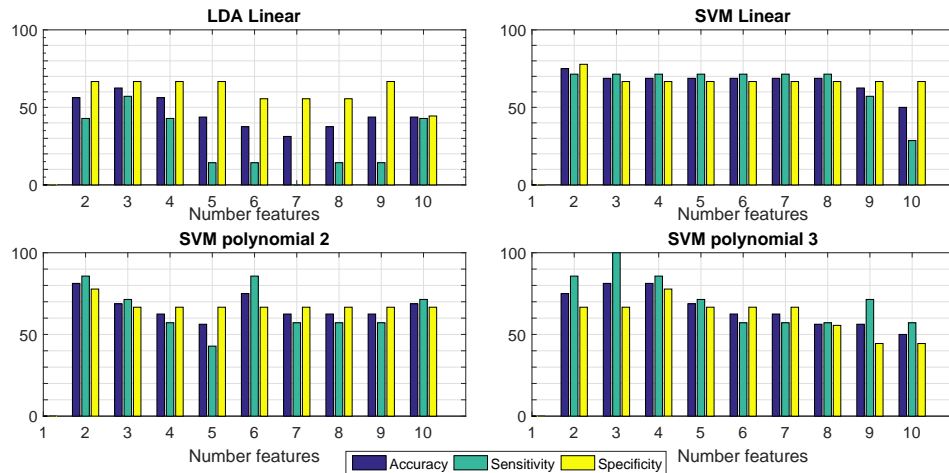 LDA Linear
100
50
0
2 3 4 5 6 7 8 9 10
Number features
SVM Linear
100
50
0
1 2 3 4 5 6 7 8 9 10
Number features
SVM polynomial 2
100
50
0
1 2 3 4 5 6 7 8 9 10
Number features
SVM polynomial 3
100
50
0
1 2 3 4 5 6 7 8 9 10
Number features
Accuracy Sensitivity Specificity